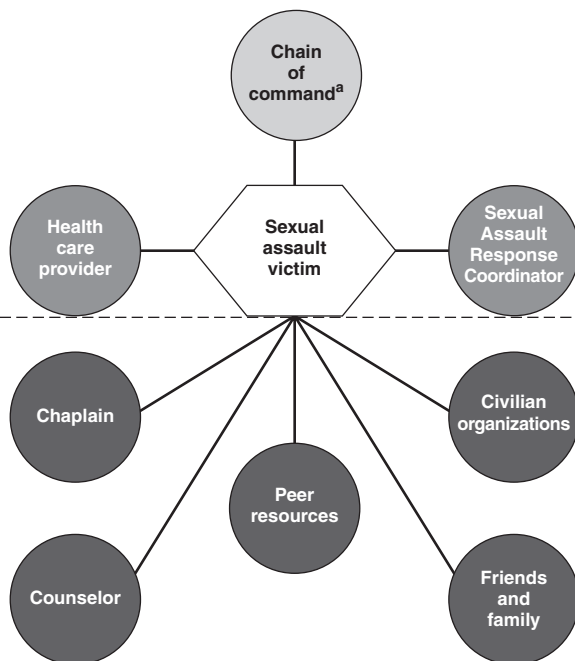 Chain
of
commandª
Health
care
provider
Sexual
assault
victim
Sexual
Assault
Response
Coordinator
Chaplain
Civilian
organizations
Peer
resources
Counselor
Friends
and
family